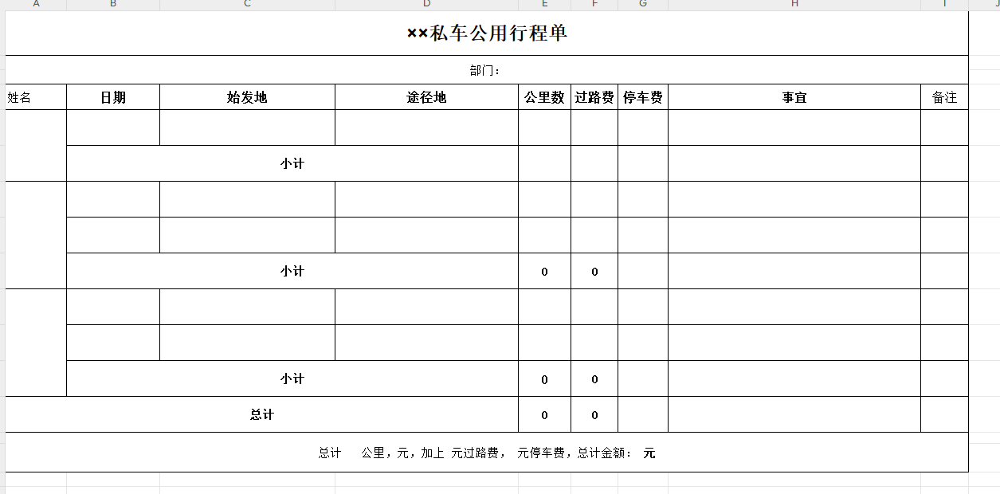 A B C D E F G H I J
××私车公用行程单
部门：
姓名 日期 始发地 途径地 公里数 过路费 停车费 事宜 备注
小计
小计 0 0
小计 0 0
总计 0 0
总计 公里，元，加上 元过路费， 元停车费，总计金额： 元